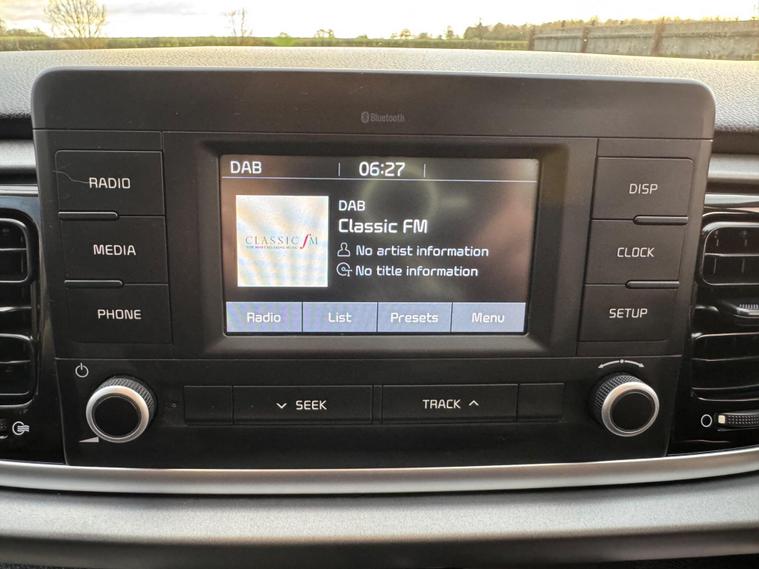 Bluetooth
RADIO
MEDIA
PHONE
DAB 06:27
CLASSIC fM
DAB
Classic FM
No artist information
No title information
Radio List Presets Menu
DISP
CLOCK
SETUP
SEEK TRACK